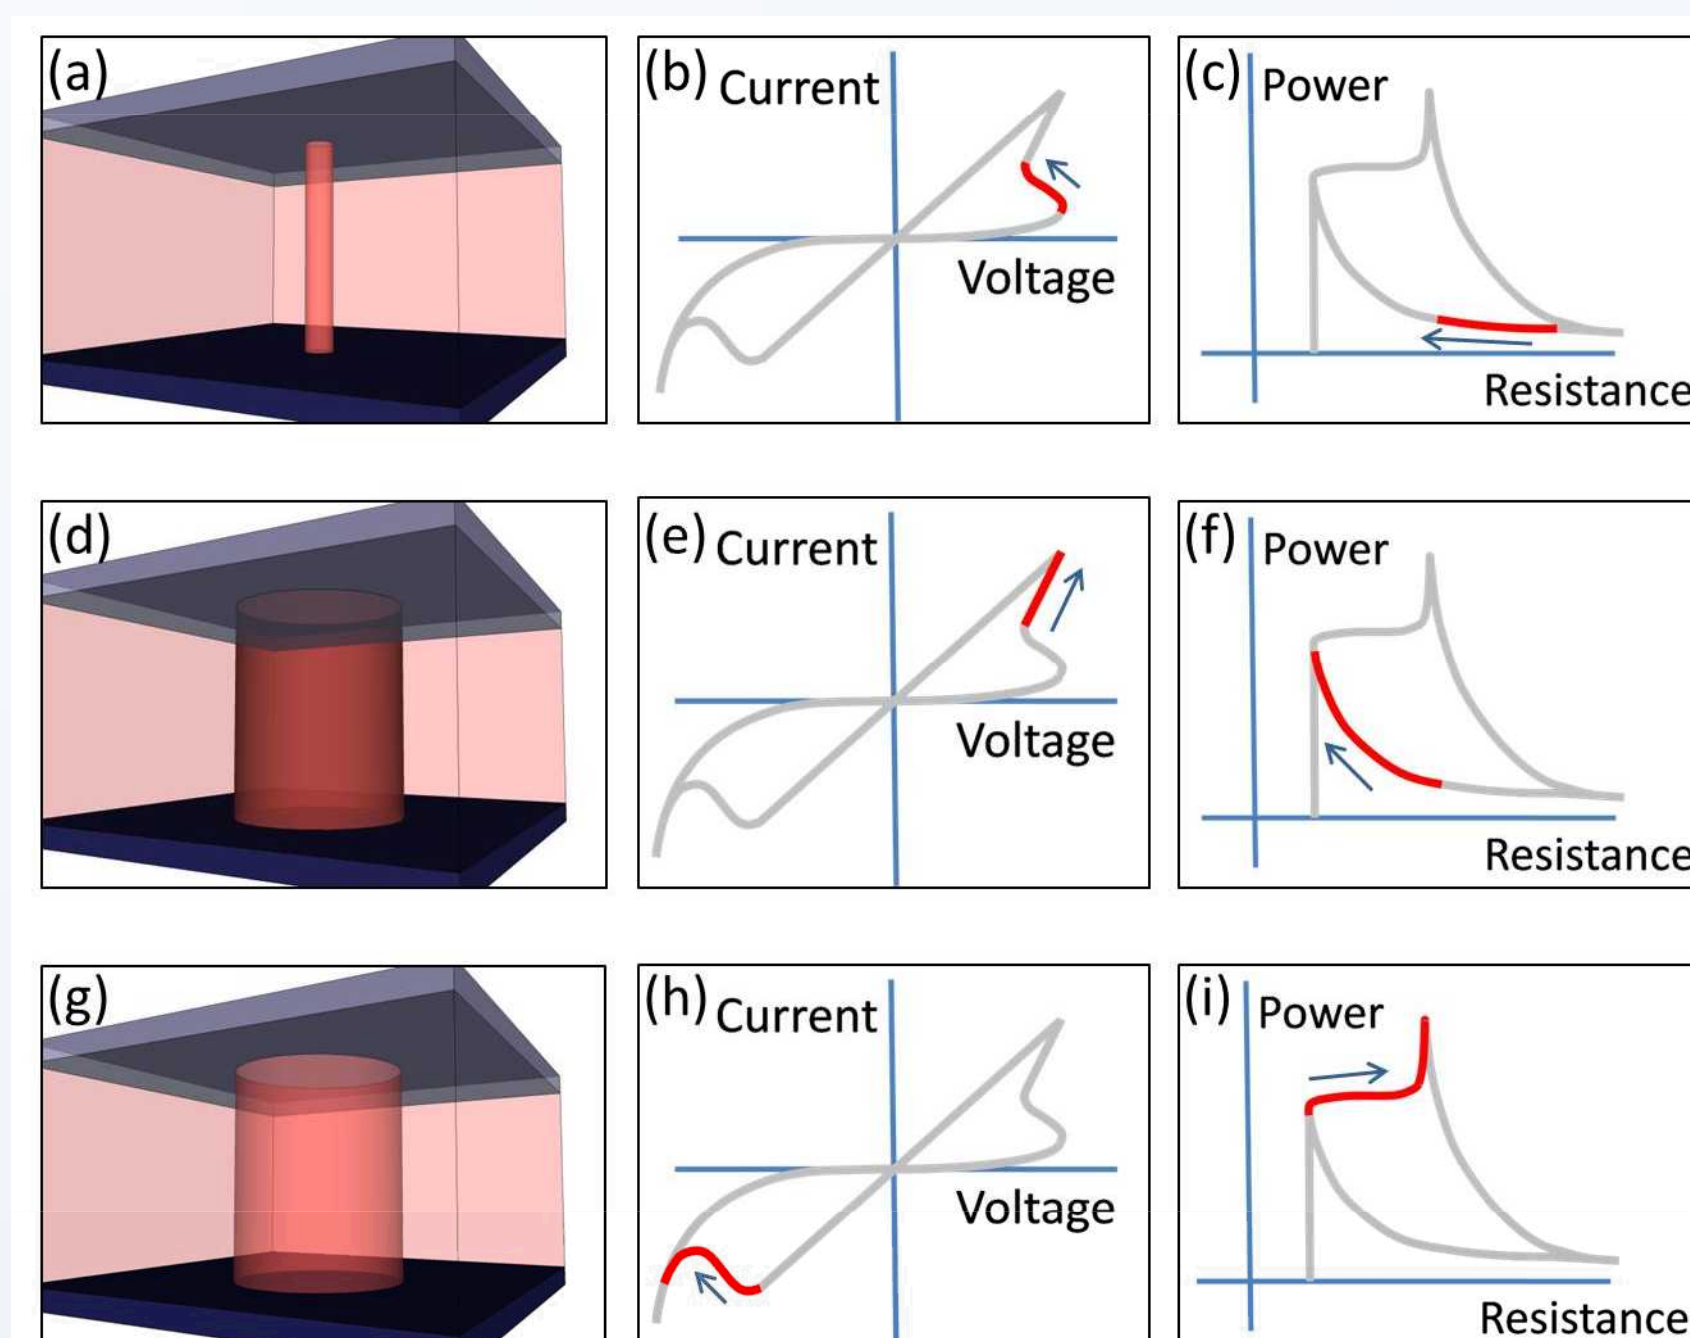 (a)
(b) Current
Voltage
(c) Power
Resistance
(d)
(e) Current
Voltage
(f) Power
Resistance
(g)
(h) Current
Voltage
(i) Power
Resistance